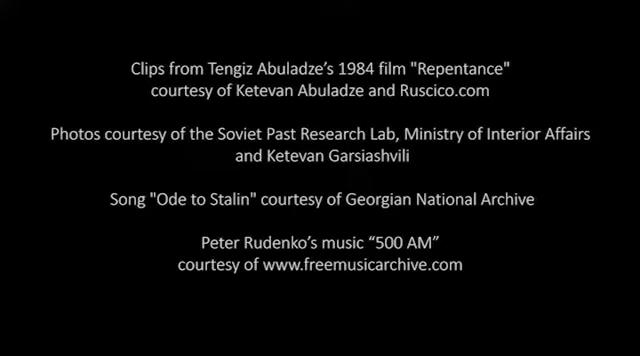 Clips from Tengiz Abuladze’s 1984 film "Repentance"
courtesy of Ketevan Abuladze and Ruscico.com
Photos courtesy of the Soviet Past Research Lab, Ministry of Interior Affairs
and Ketevan Garsiashvili
Song "Ode to Stalin" courtesy of Georgian National Archive
Peter Rudenko’s music “500 AM”
courtesy of www.freemusicarchive.com